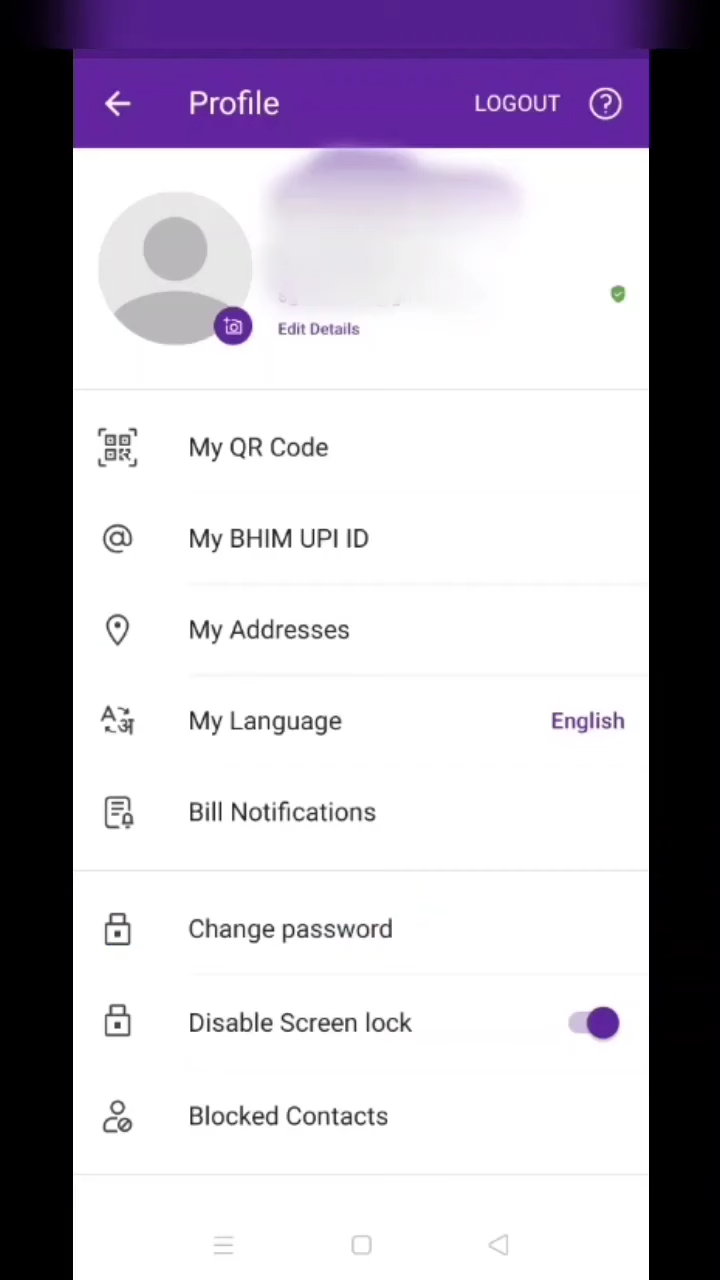 Profile
LOGOUT
Edit Details
My QR Code
My BHIM UPI ID
My Addresses
My Language
English
Bill Notifications
Change password
Disable Screen lock
Blocked Contacts